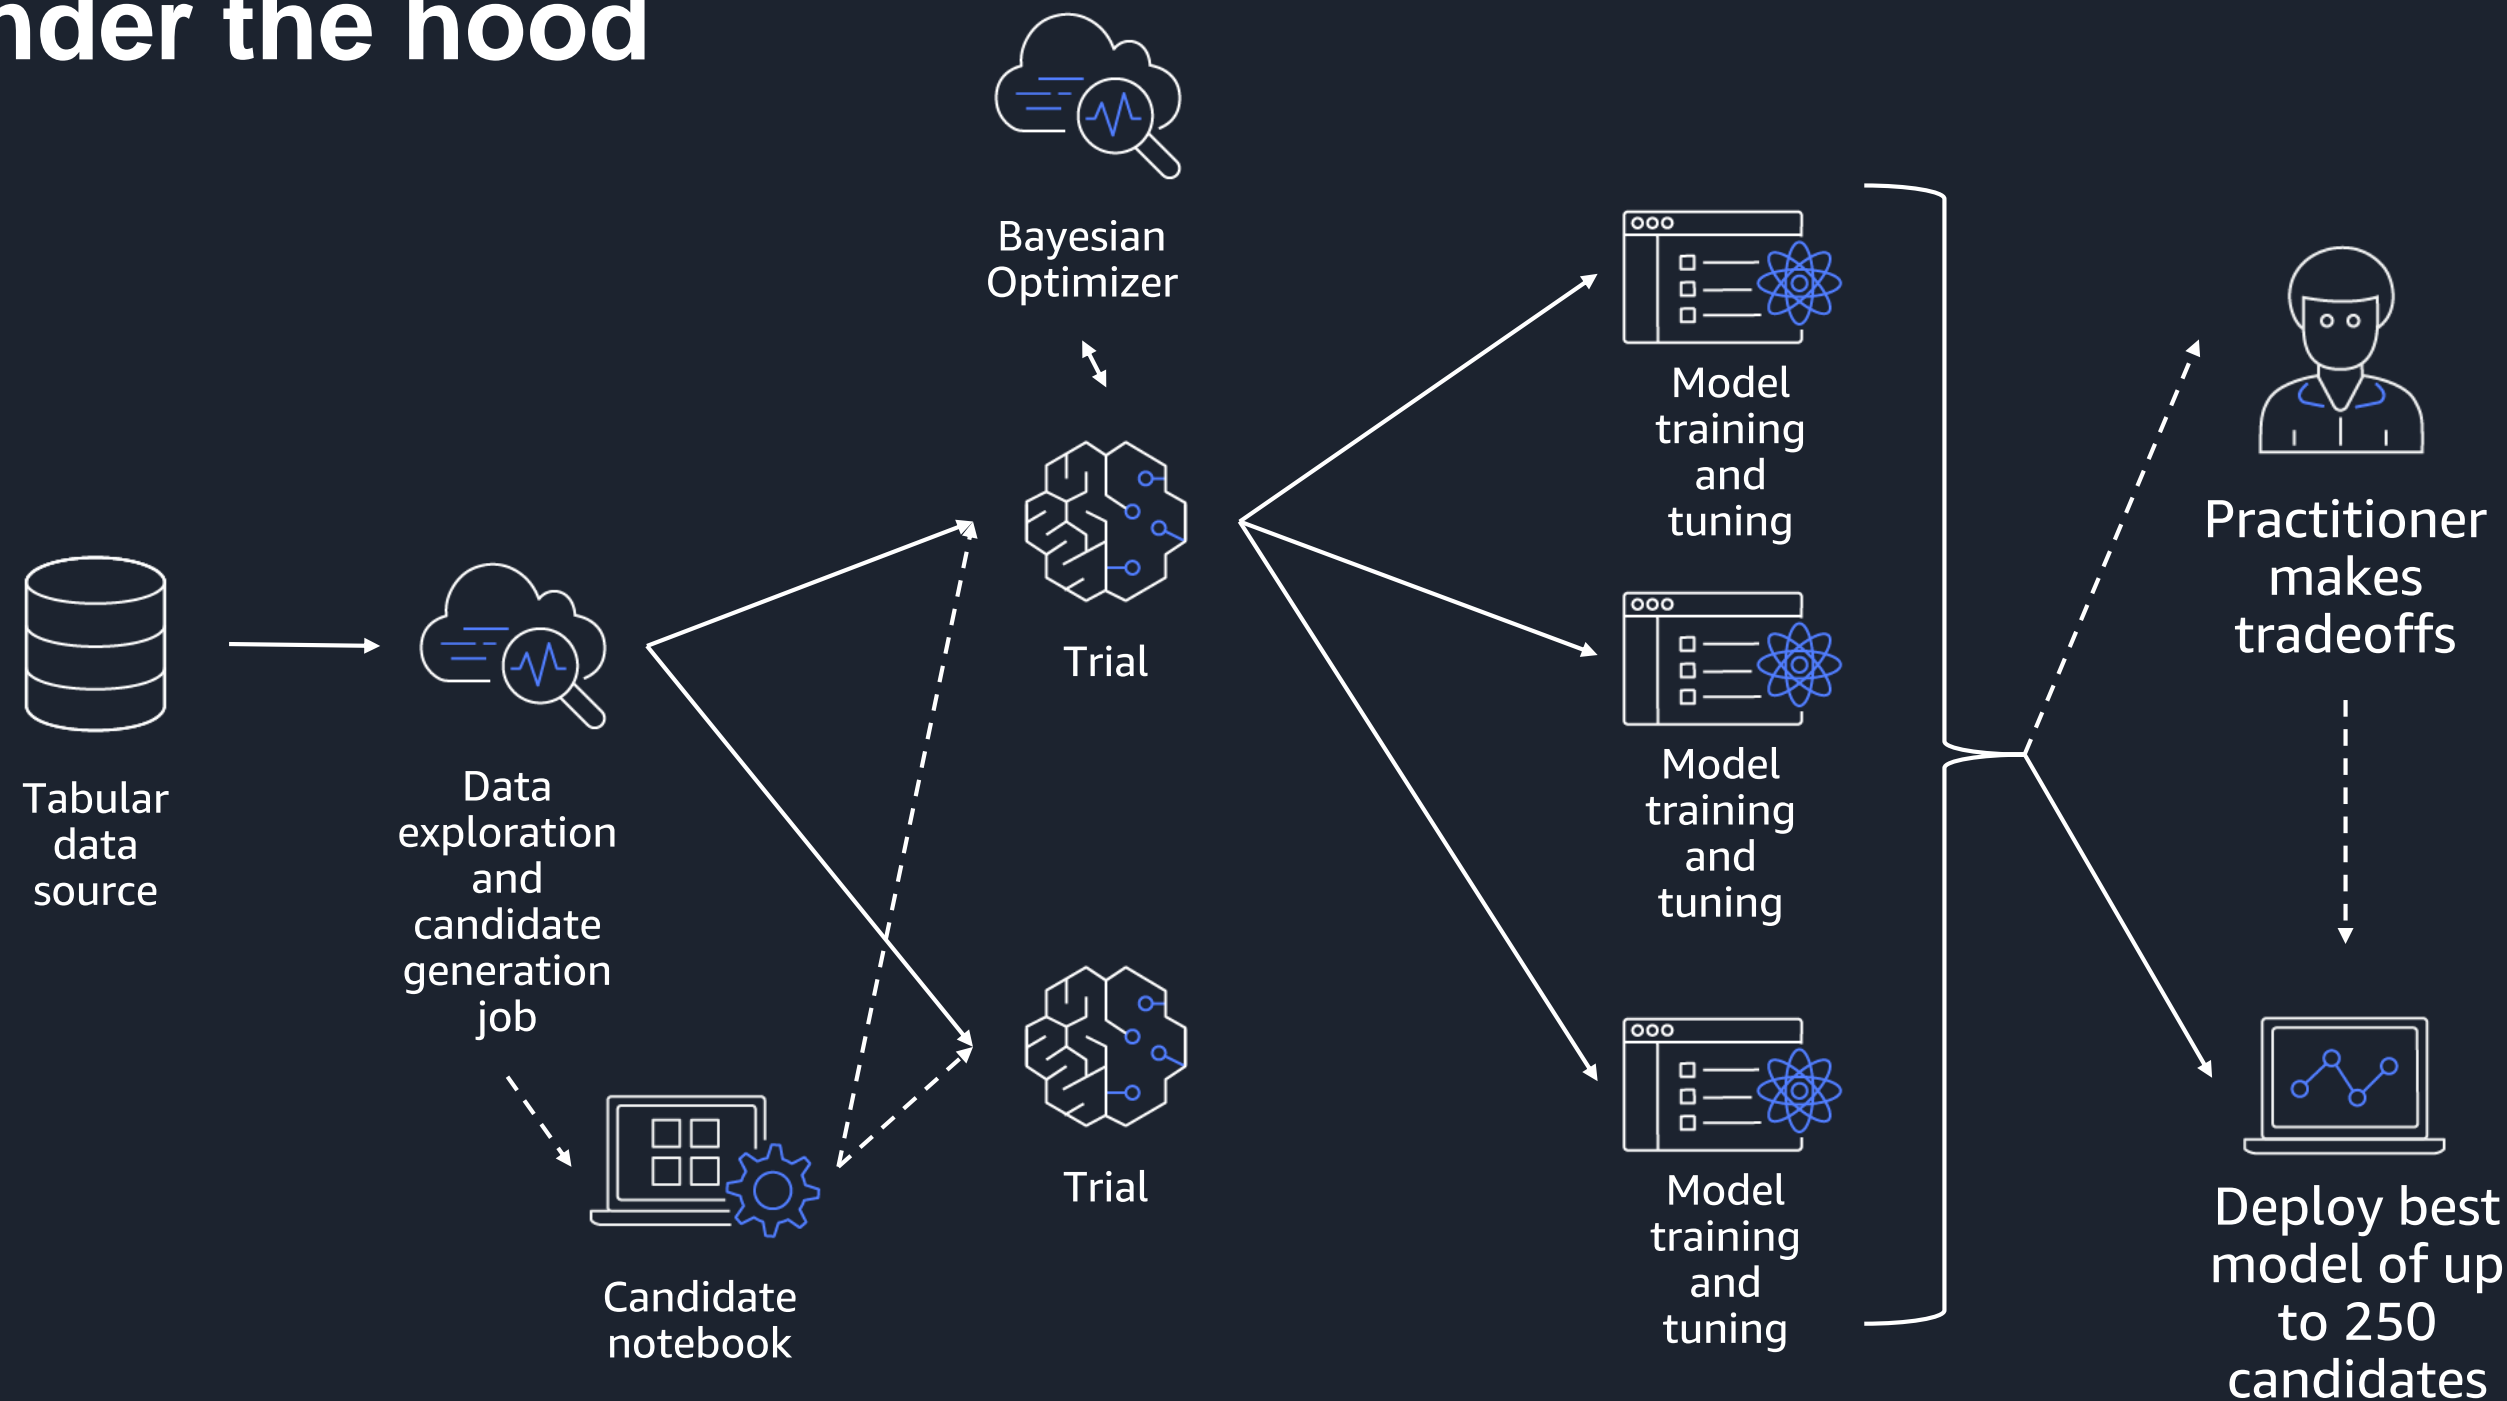 nder the hood
Bayesian
Optimizer
Model
training
and
tuning
Practitioner
makes
tradeoffs
Trial
Tabular
data
source
Data
exploration
and
candidate
generation
job
Model
training
and
tuning
Trial
Candidate
notebook
Model
training
and
tuning
Deploy best
model of up
to 250
candidates